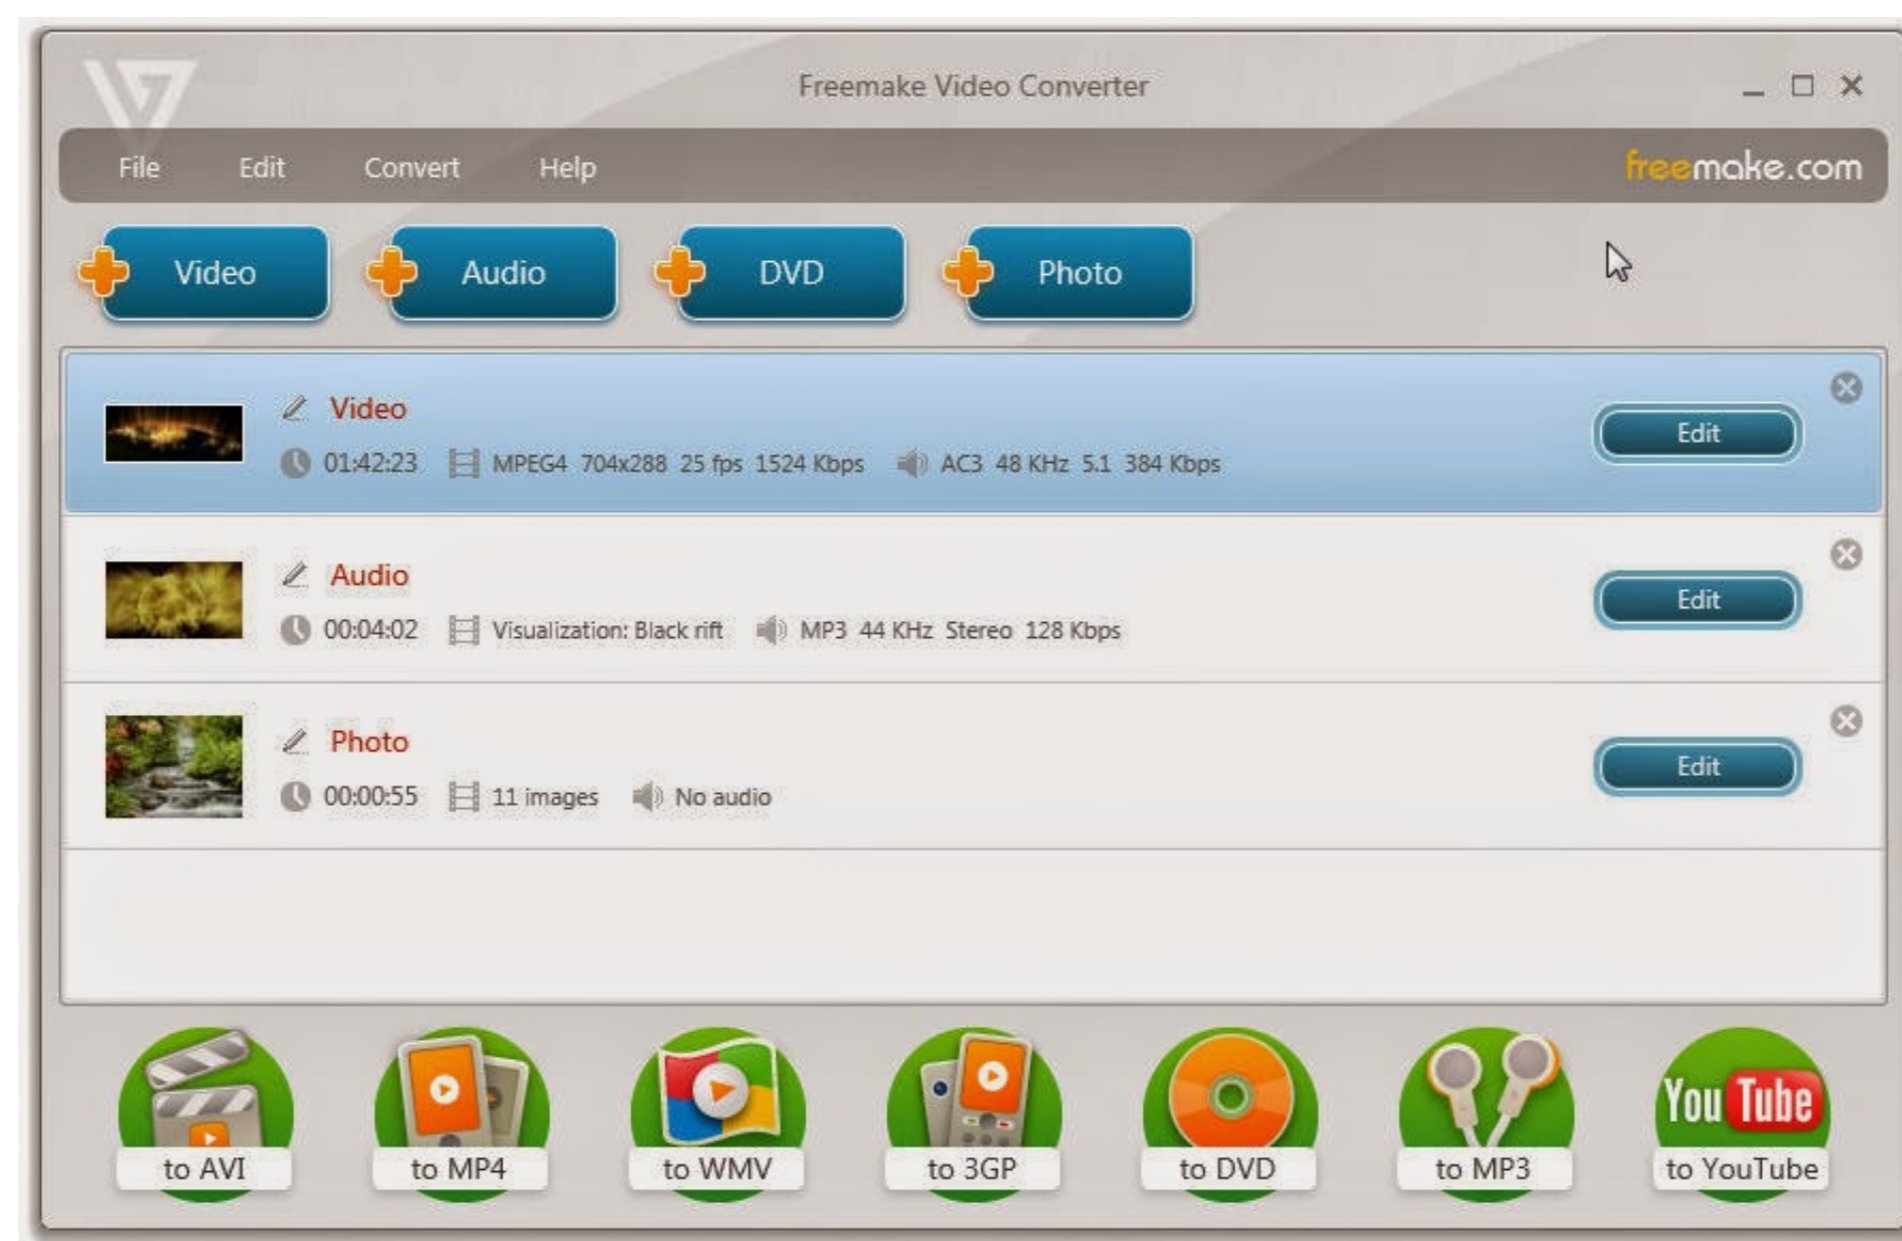 Freemake Video Converter
File Edit Convert Help freemake.com
Video Audio DVD Photo
Video
01:42:23 MPEG4 704x288 25 fps 1524 Kbps AC3 48 KHz 5.1 384 Kbps
Edit
Audio
00:04:02 Visualization: Black rift MP3 44 KHz Stereo 128 Kbps
Edit
Photo
00:00:55 11 images No audio
Edit
You Tube
to AVI to MP4 to WMV to 3GP to DVD to MP3 to YouTube